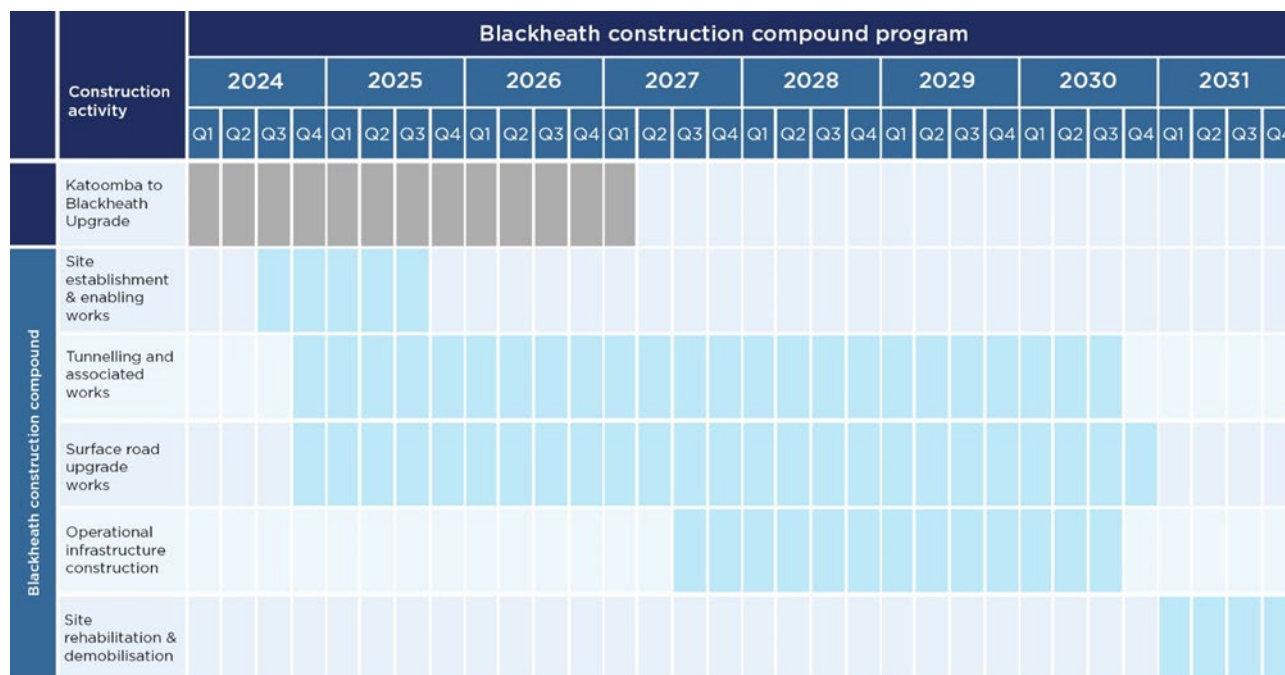 Blackheath construction compound program
Construction
activity
2024 2025 2026 2027 2028 2029 2030 2031
Q1 Q2 Q3 Q4 Q1 Q2 Q3 Q4 Q1 Q2 Q3 Q4 Q1 Q2 Q3 Q4 Q1 Q2 Q3 Q4 Q1 Q2 Q3 Q4 Q1 Q2 Q3 Q4 Q1 Q2 Q3 Q4
Katoomba to
Blackheath
Upgrade
Blackheath construction compound
Site
establishment
& enabling
works
Tunnelling and
associated
works
Surface road
upgrade
works
Operational
infrastructure
construction
Site
rehabilitation &
demobilisation